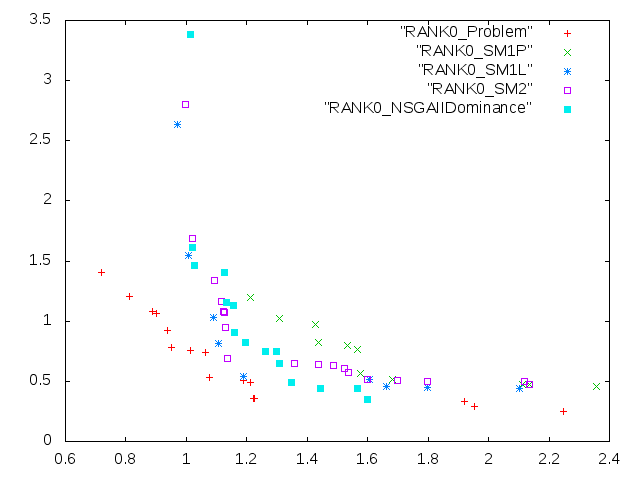 3.5
3
2.5
2
1.5
1
0.5
0
0.6 0.8 1 1.2 1.4 1.6 1.8 2 2.2 2.4
"RANK0_Problem"
"RANK0_SM1P"
"RANK0_SM1L"
"RANK0_SM2"
"RANK0_NSGAIIDominance"